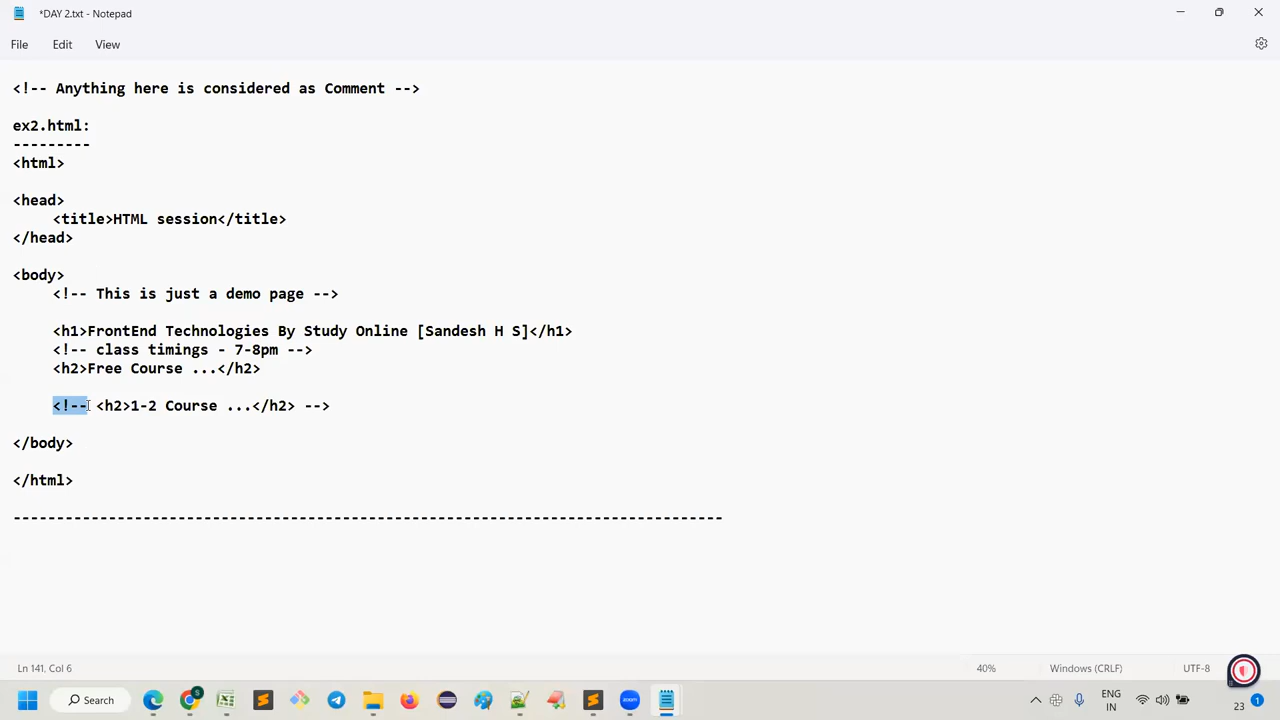 *DAY 2.txt - Notepad
File Edit View
<!-- Anything here is considered as Comment -->
ex2.html:
---------
<html>
<head>
<title>HTML session</title>
</head>
<body>
<!-- This is just a demo page -->
<h1>FrontEnd Technologies By Study Online [Sandesh H S]</h1>
<!-- class timings - 7-8pm -->
<h2>Free Course ...</h2>
<!-- <h2>1-2 Course ...</h2> -->
</body>
</html>
----------------------------------------------------------------------------------
Ln 141, Col 6 40% Windows (CRLF) UTF-8
Search S ENG
IN 23 1